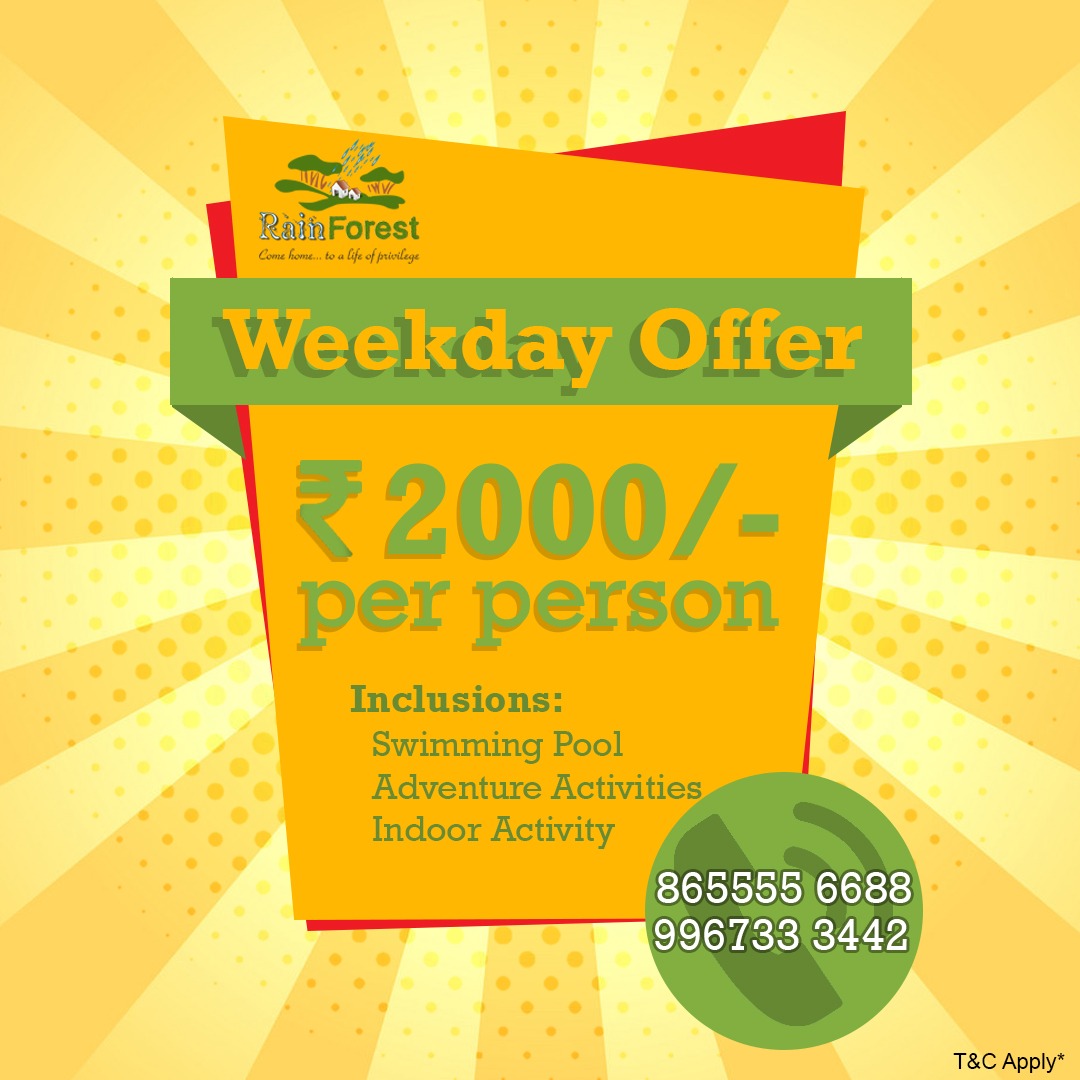 RainForest
Come home... to a life of privilege
Weekday Offer
₹ 2000/-
per person
Inclusions:
Swimming Pool
Adventure Activities
Indoor Activity
865555 6688
996733 3442
T&C Apply*